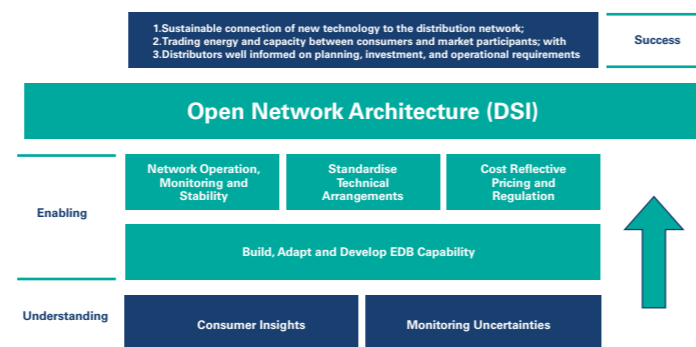 1.Sustainable connection of new technology to the distribution network;
2.Trading energy and capacity between consumers and market participants; with
3.Distributors well informed on planning, investment, and operational requirements
Success
Open Network Architecture (DSI)
Enabling
Network Operation,
Monitoring and
Stability
Standardise
Technical
Arrangements
Cost Reflective
Pricing and
Regulation
Build, Adapt and Develop EDB Capability
Understanding
Consumer Insights
Monitoring Uncertainties